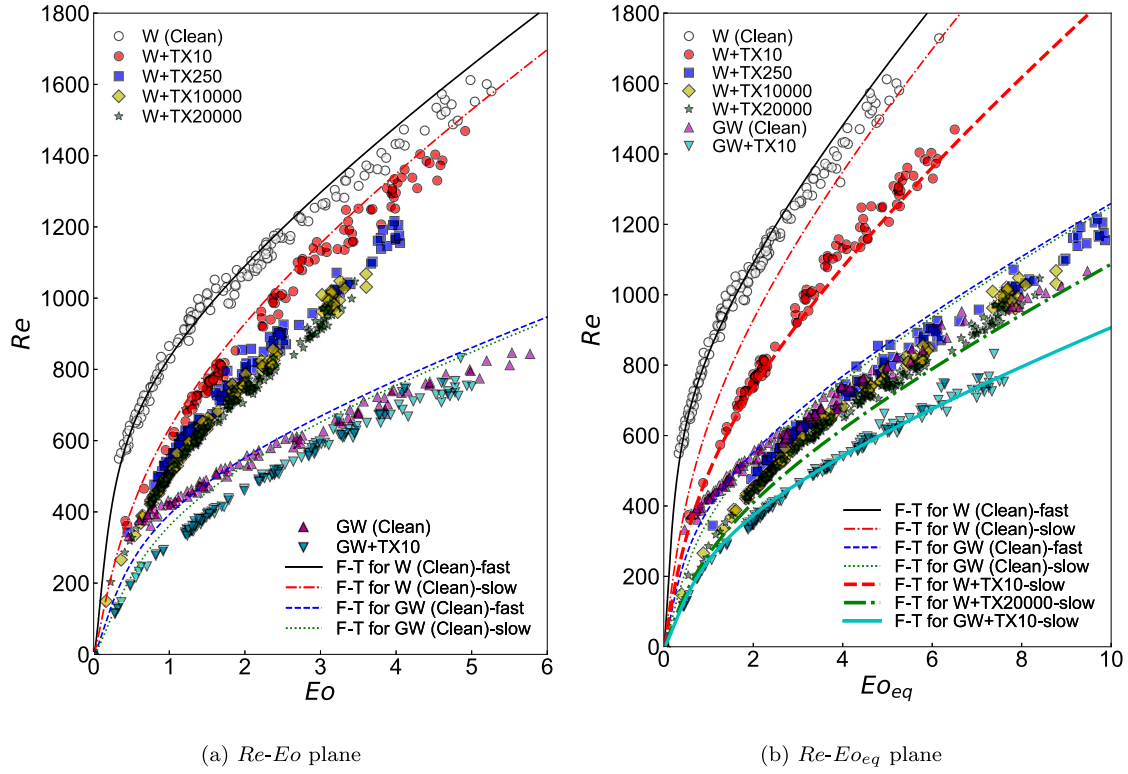 1800
1600
1400
1200
1000
800
600
400
200
0
Re
0 1 2 3 4 5 6
Eo
W (Clean)
W+TX10
W+TX250
W+TX10000
W+TX20000
GW (Clean)
GW+TX10
F-T for W (Clean)-fast
F-T for W (Clean)-slow
F-T for GW (Clean)-fast
F-T for GW (Clean)-slow
(a) Re-Eo plane
1800
1600
1400
1200
1000
800
600
400
200
0
Re
0 2 4 6 8 10
Eo_eq
W (Clean)
W+TX10
W+TX250
W+TX10000
W+TX20000
GW (Clean)
GW+TX10
F-T for W (Clean)-fast
F-T for W (Clean)-slow
F-T for GW (Clean)-fast
F-T for GW (Clean)-slow
F-T for W+TX10-slow
F-T for W+TX20000-slow
F-T for GW+TX10-slow
(b) Re-Eo_eq plane